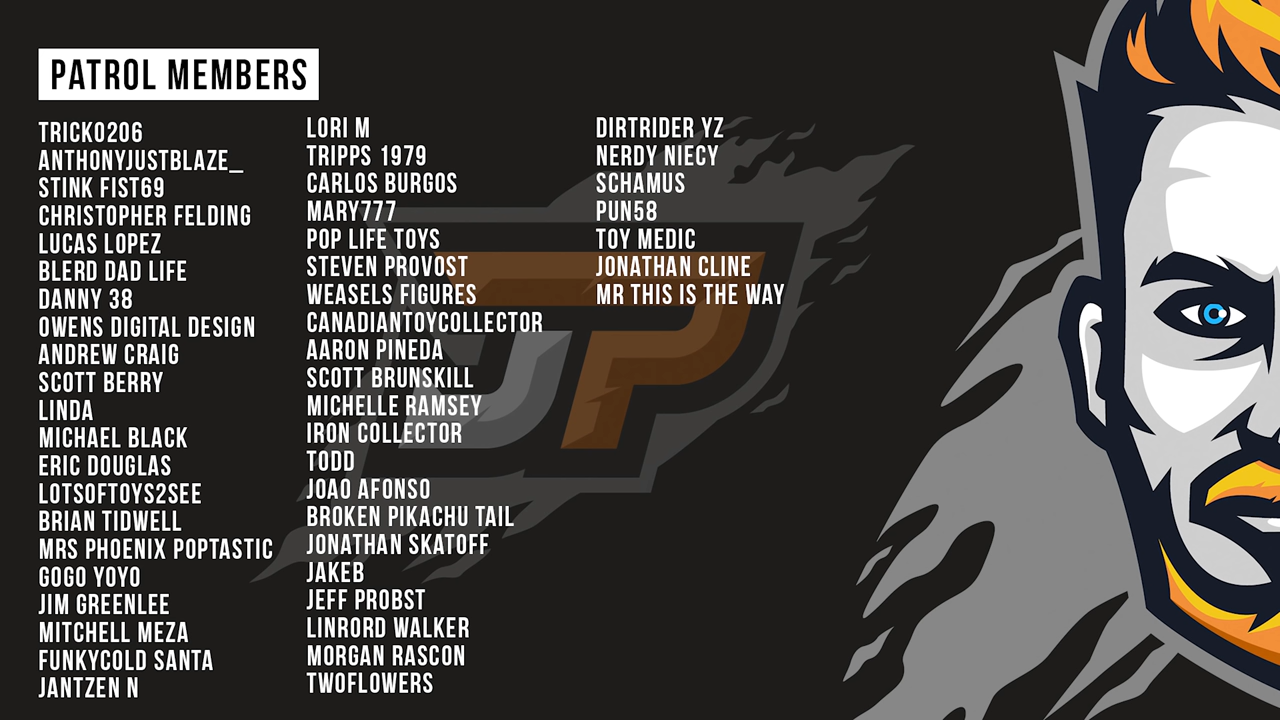 PATROL MEMBERS
TRICKO206
ANTHONYJUSTBLAZE_
STINK FIST69
CHRISTOPHER FELDING
LUCAS LOPEZ
BLERD DAD LIFE
DANNY 38
OWENS DIGITAL DESIGN
ANDREW CRAIG
SCOTT BERRY
LINDA
MICHAEL BLACK
ERIC DOUGLAS
LOTSOFTOYS2SEE
BRIAN TIDWELL
MRS PHOENIX POPTASTIC
GOGO YOYO
JIM GREENLEE
MITCHELL MEZA
FUNKYCOLD SANTA
JANTZEN N
LORI M
TRIPPS 1979
CARLOS BURGOS
MARY777
POP LIFE TOYS
STEVEN PROVOST
WEASELS FIGURES
CANADIANTOYCOLLECTOR
AARON PINEDA
SCOTT BRUNSKILL
MICHELLE RAMSEY
IRON COLLECTOR
TODD
JOAO AFONSO
BROKEN PIKACHU TAIL
JONATHAN SKATOFF
JAKEB
JEFF PROBST
LINRORD WALKER
MORGAN RASCON
TWOFLOWERS
DIRTRIDER YZ
NERDY NIECY
SCHAMUS
PUN58
TOY MEDIC
JONATHAN CLINE
MR THIS IS THE WAY
JP